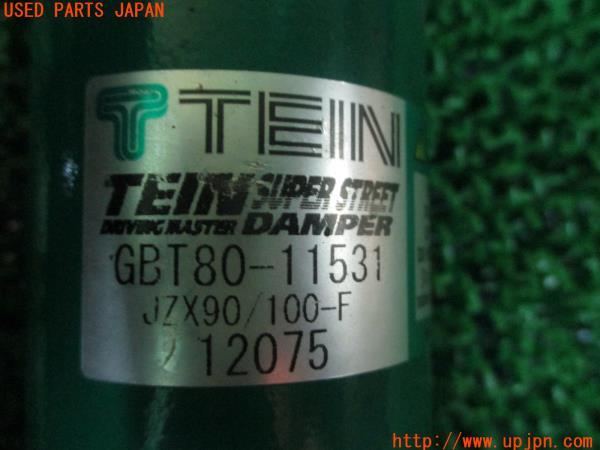 USED PARTS JAPAN
TEIN
TEIN SUPER STREET
DRIVING MASTER DAMPER
GBT80-11531
JZX90/100-F
12075
http://www.upjpn.com/